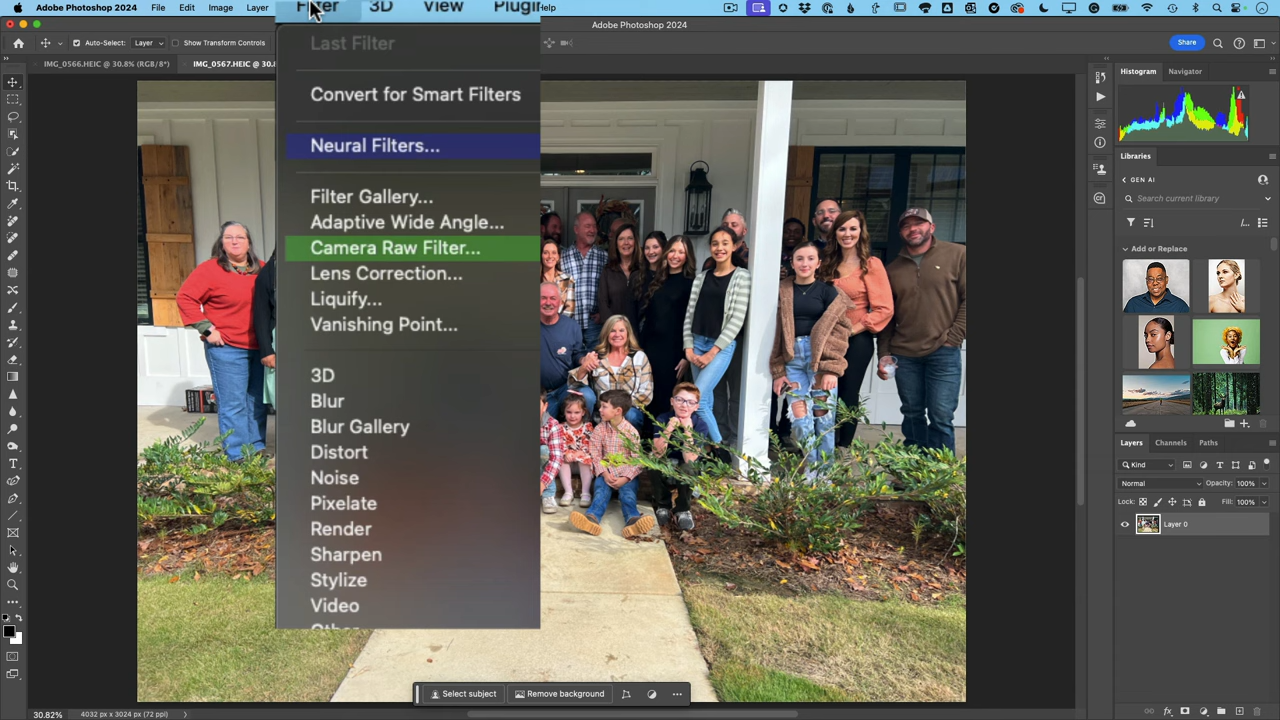 Adobe Photoshop 2024 File Edit Image Layer Filter 3D View Plugin Help
Adobe Photoshop 2024
Auto-Select: Layer Show Transform Controls
Share
IMG_0566.HEIC @ 30.8% (RGB/8*)
IMG_0567.HEIC @ 30.
Last Filter
Convert for Smart Filters
Neural Filters...
Filter Gallery...
Adaptive Wide Angle...
Camera Raw Filter...
Lens Correction...
Liquify...
Vanishing Point...
3D
Blur
Blur Gallery
Distort
Noise
Pixelate
Render
Sharpen
Stylize
Video
Other
Select subject
Remove background
Histogram Navigator
Libraries
GEN AI
Search current library
Add or Replace
Layers Channels Paths
Kind
Normal Opacity: 100%
Lock: Fill: 100%
Layer 0
30.82% 4032 px x 3024 px (72 ppi)